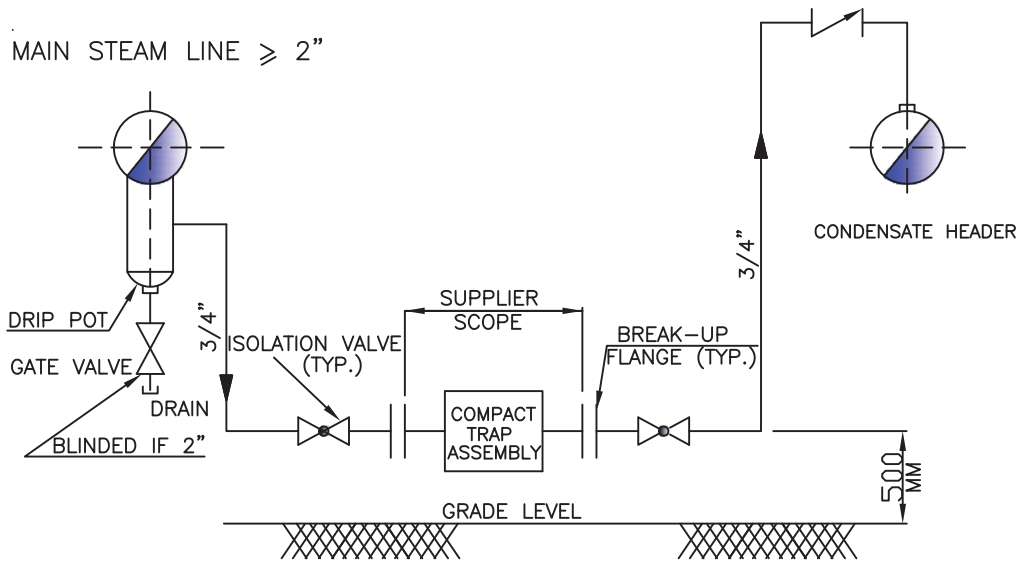 MAIN STEAM LINE ⩾ 2”
CONDENSATE HEADER
3/4”
SUPPLIER
SCOPE
DRIP POT
3/4”
ISOLATION VALVE
(TYP.)
BREAK-UP
FLANGE (TYP.)
GATE VALVE
DRAIN
COMPACT
TRAP
ASSEMBLY
BLINDED IF 2”
500
MM
GRADE LEVEL